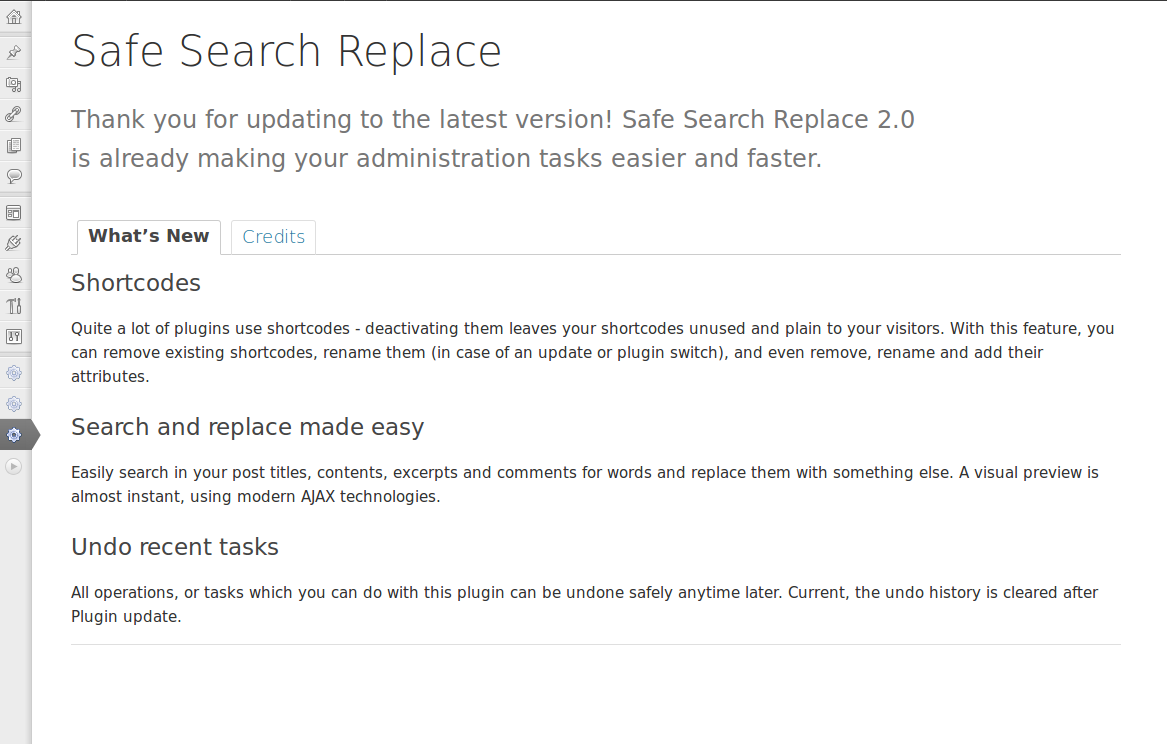 Safe Search Replace
Thank you for updating to the latest version! Safe Search Replace 2.0
is already making your administration tasks easier and faster.
What’s New
Credits
Shortcodes
Quite a lot of plugins use shortcodes - deactivating them leaves your shortcodes unused and plain to your visitors. With this feature, you
can remove existing shortcodes, rename them (in case of an update or plugin switch), and even remove, rename and add their
attributes.
Search and replace made easy
Easily search in your post titles, contents, excerpts and comments for words and replace them with something else. A visual preview is
almost instant, using modern AJAX technologies.
Undo recent tasks
All operations, or tasks which you can do with this plugin can be undone safely anytime later. Current, the undo history is cleared after
Plugin update.